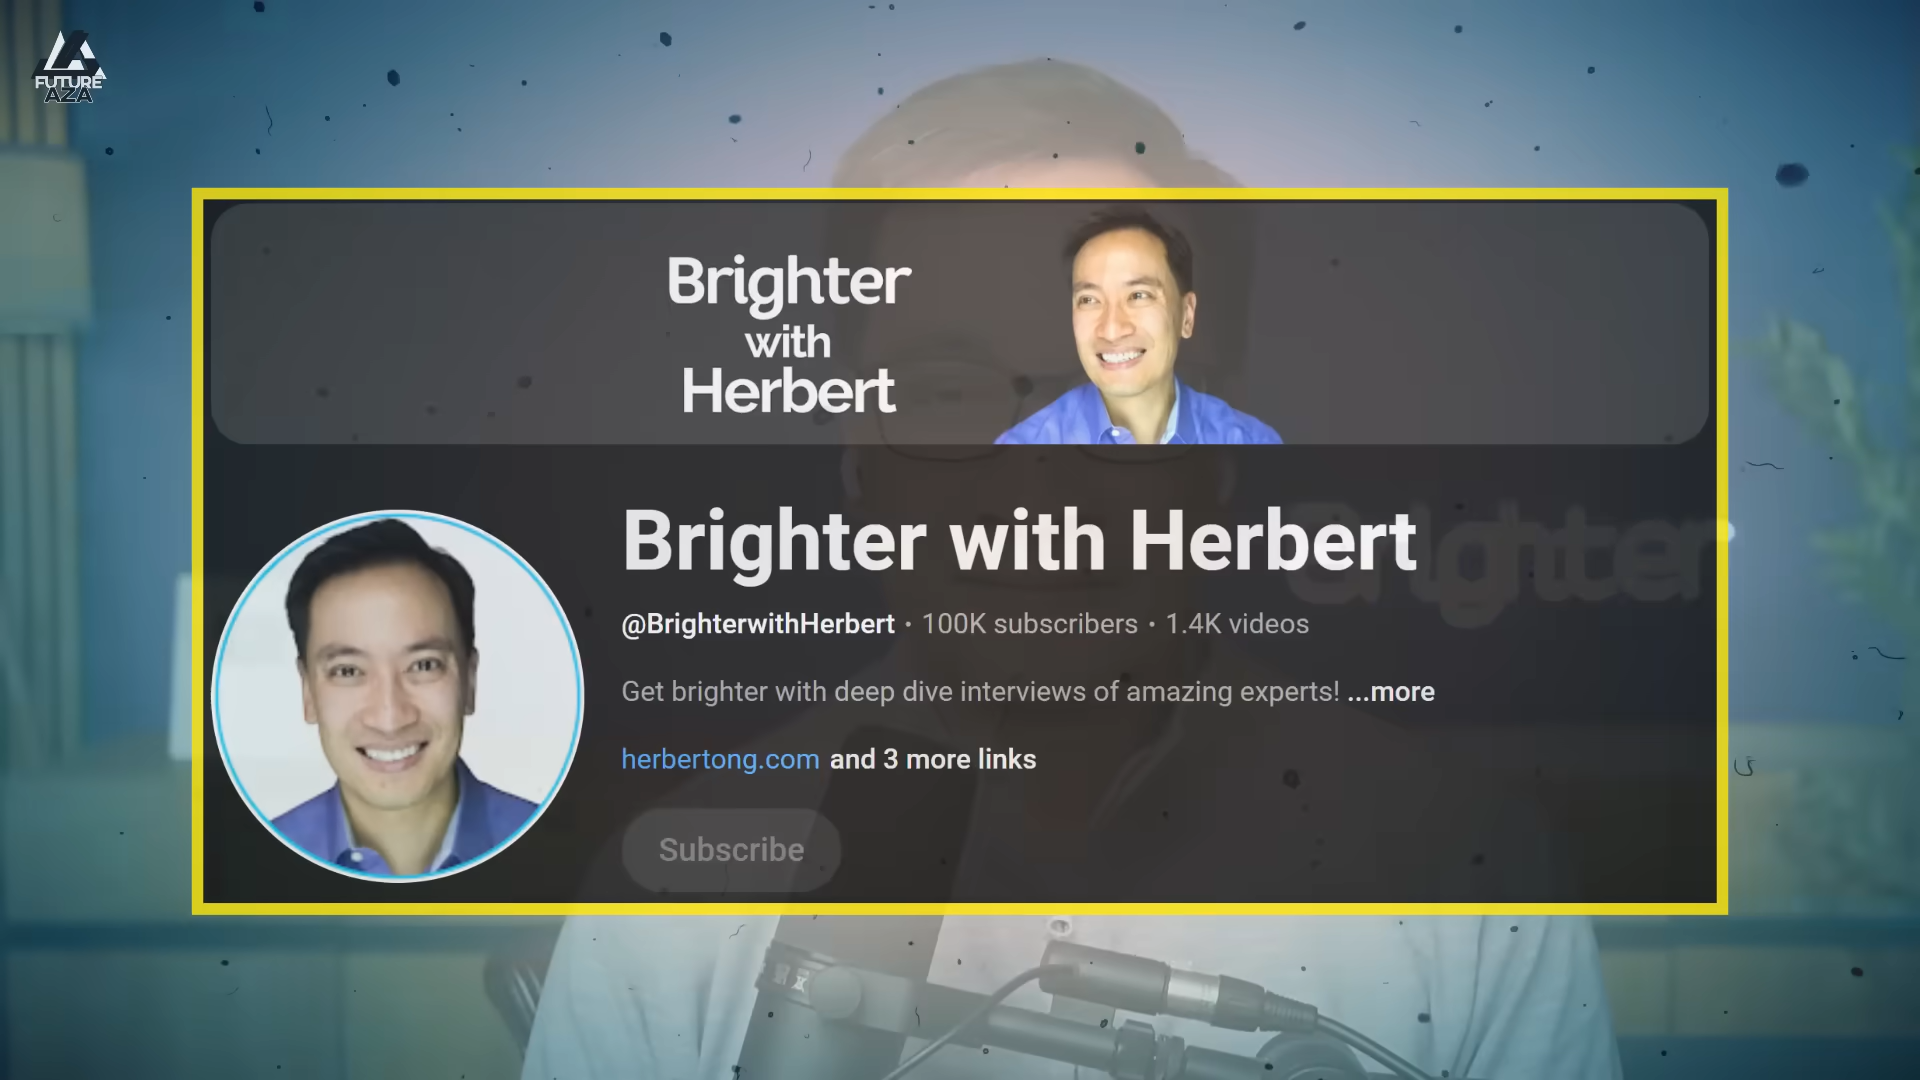 FUTURE
AZA
Brighter
with
Herbert
Brighter with Herbert
Brighter
@BrighterwithHerbert · 100K subscribers · 1.4K videos
Get brighter with deep dive interviews of amazing experts! ...more
herbertong.com and 3 more links
Subscribe